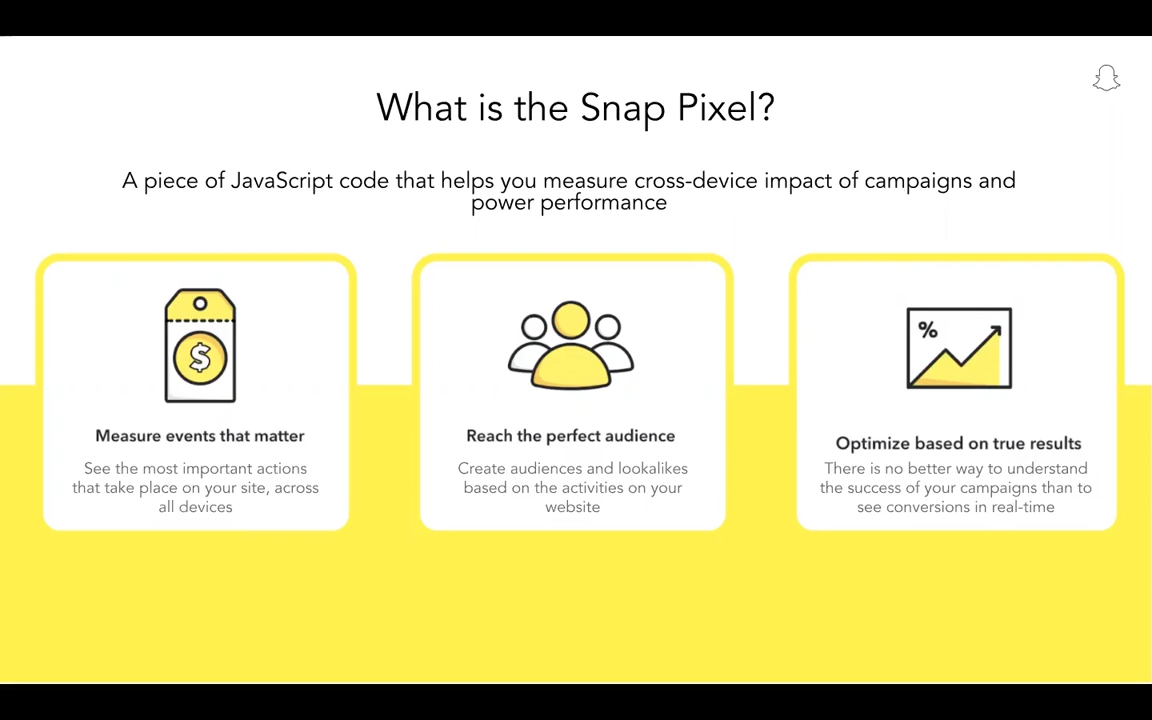 What is the Snap Pixel?
A piece of JavaScript code that helps you measure cross-device impact of campaigns and
power performance
$
Measure events that matter
See the most important actions
that take place on your site, across
all devices
Reach the perfect audience
Create audiences and lookalikes
based on the activities on your
website
%
Optimize based on true results
There is no better way to understand
the success of your campaigns than to
see conversions in real-time